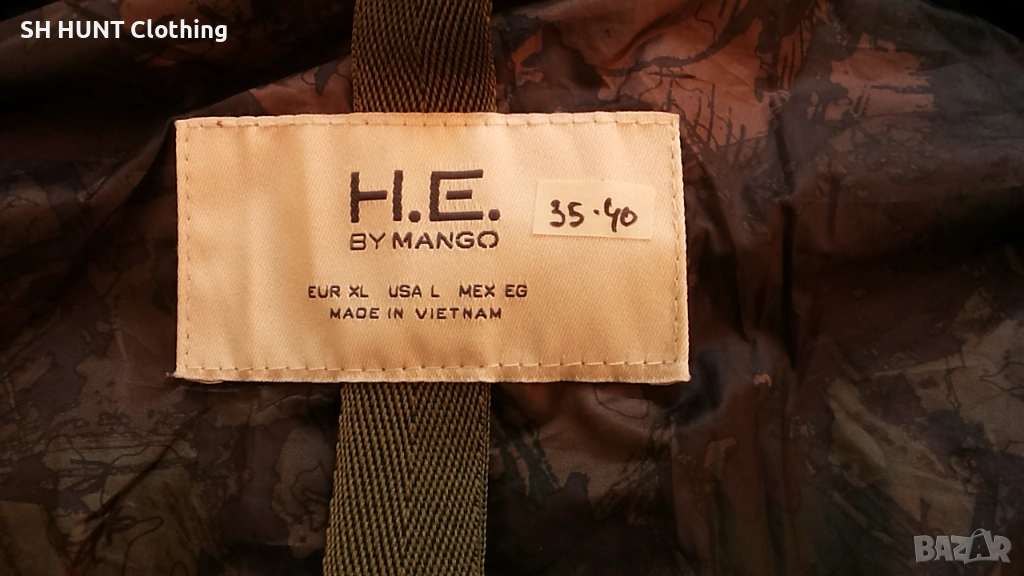 SH HUNT Clothing
H.E.
BY MANGO
35-40
EUR XL USA L MEX EG
MADE IN VIETNAM
BAZAR